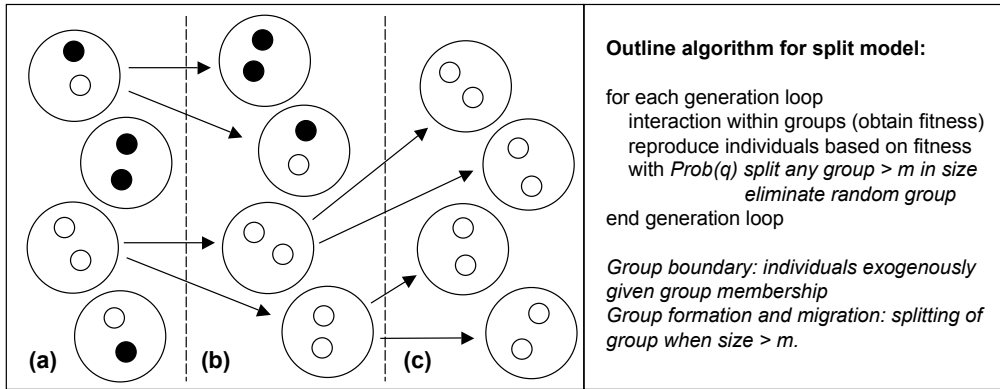 (a)
(b)
(c)
Outline algorithm for split model:
for each generation loop
interaction within groups (obtain fitness)
reproduce individuals based on fitness
with Prob(q) split any group > m in size
eliminate random group
end generation loop
Group boundary: individuals exogenously
given group membership
Group formation and migration: splitting of
group when size > m.